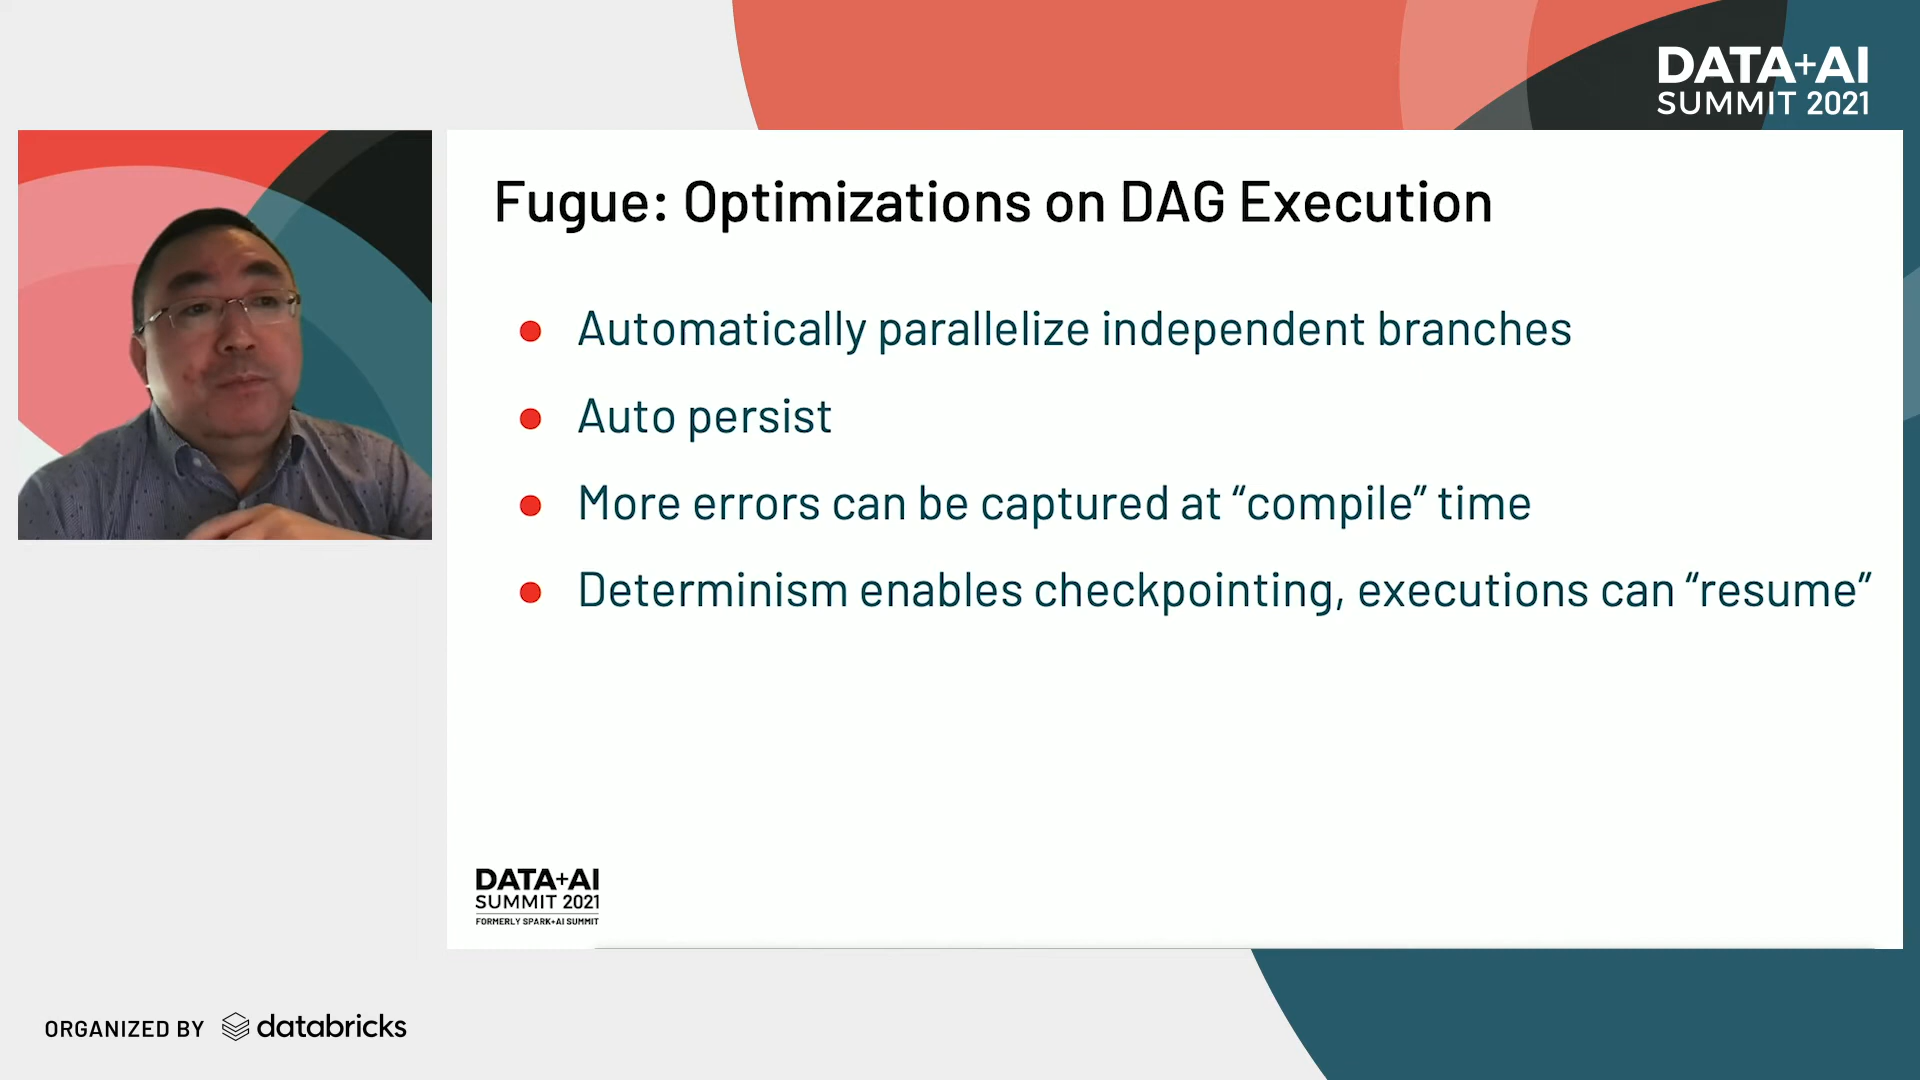 DATA+AI
SUMMIT 2021
Fugue: Optimizations on DAG Execution
● Automatically parallelize independent branches
● Auto persist
● More errors can be captured at “compile” time
● Determinism enables checkpointing, executions can “resume”
DATA+AI
SUMMIT 2021
FORMERLY SPARK+AI SUMMIT
ORGANIZED BY databricks